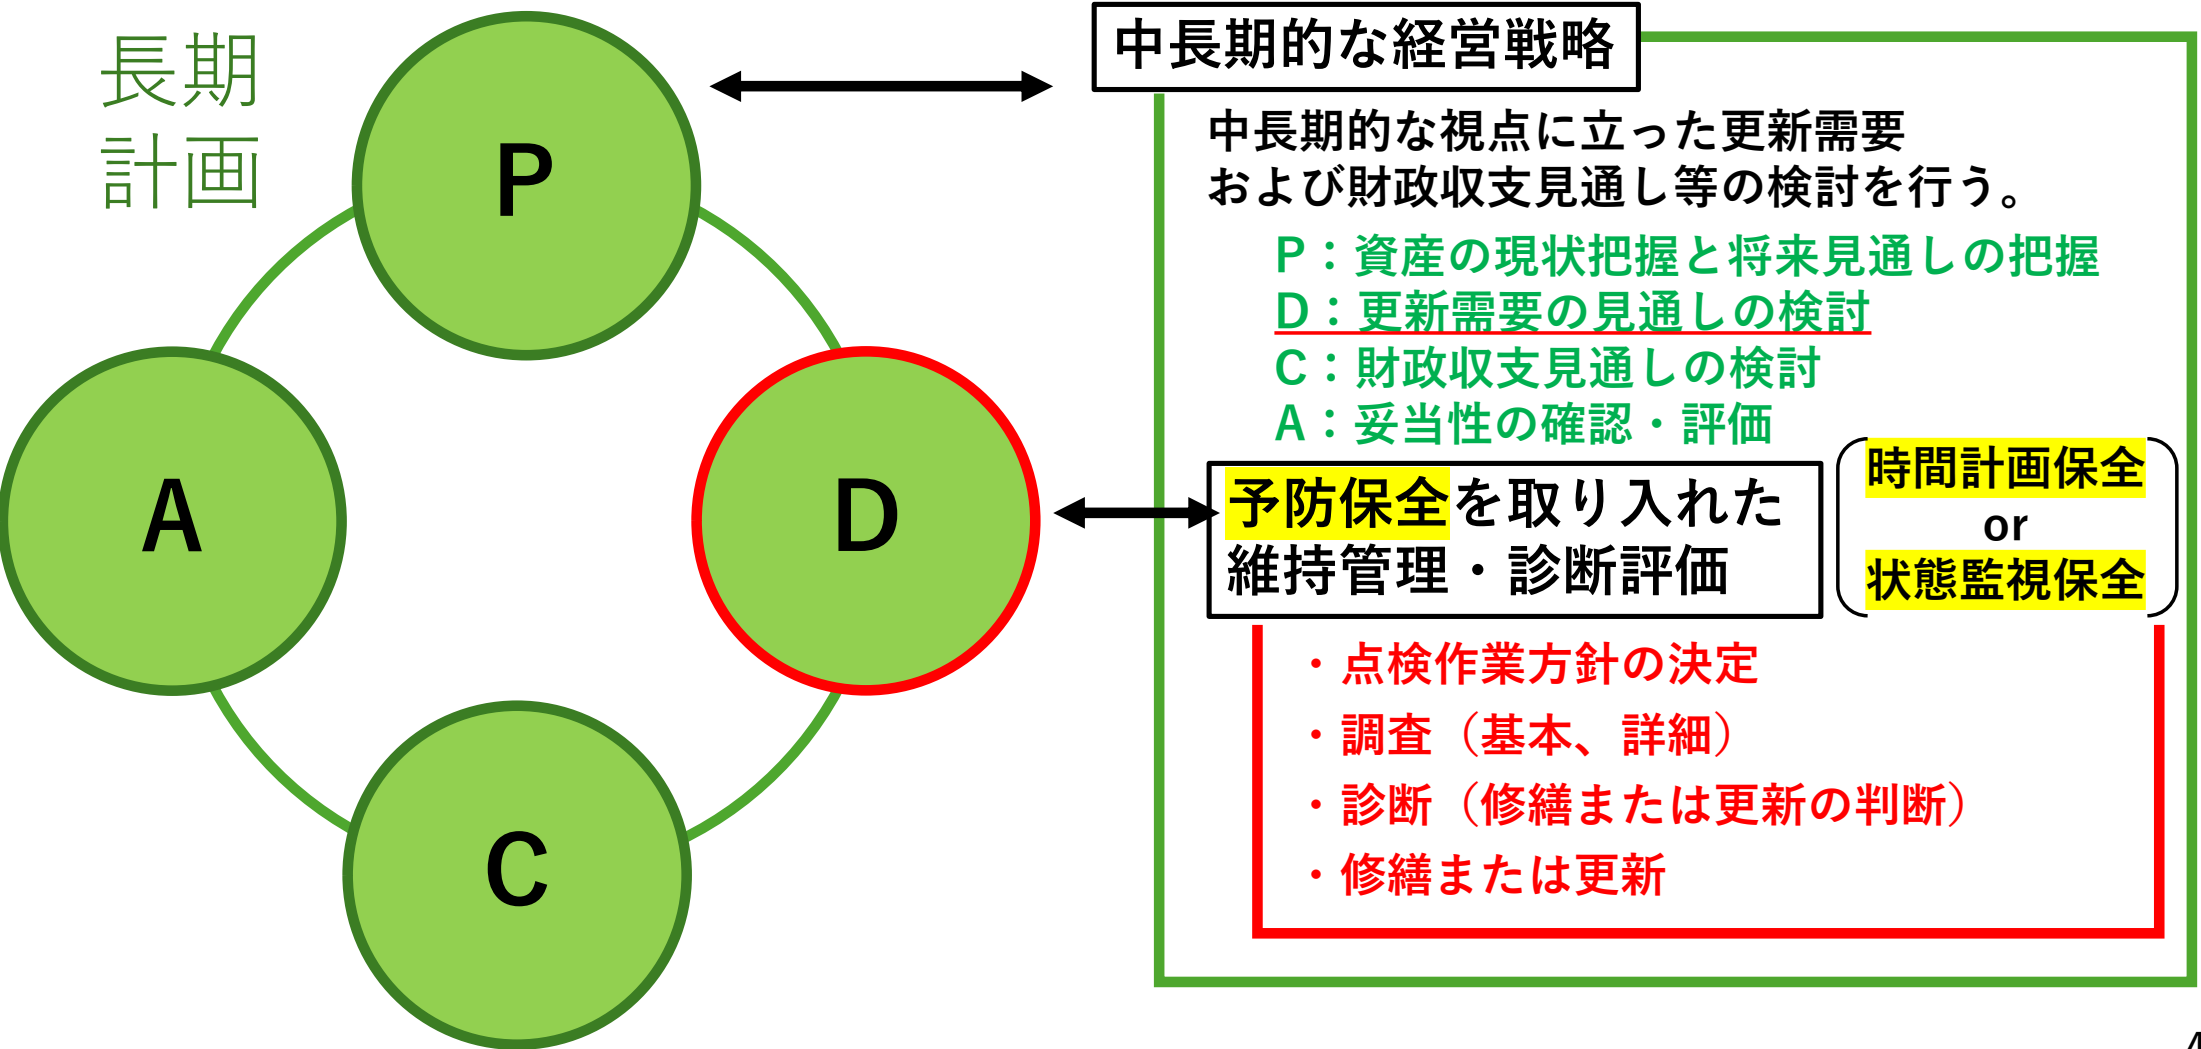 長期
計画
P
A
D
C
中長期的な経営戦略
中長期的な視点に立った更新需要
および財政収支見通し等の検討を行う。
P：資産の現状把握と将来見通しの把握
D：更新需要の見通しの検討
C：財政収支見通しの検討
A：妥当性の確認・評価
予防保全を取り入れた
維持管理・診断評価
時間計画保全
or
状態監視保全
・点検作業方針の決定
・調査（基本、詳細）
・診断（修繕または更新の判断）
・修繕または更新